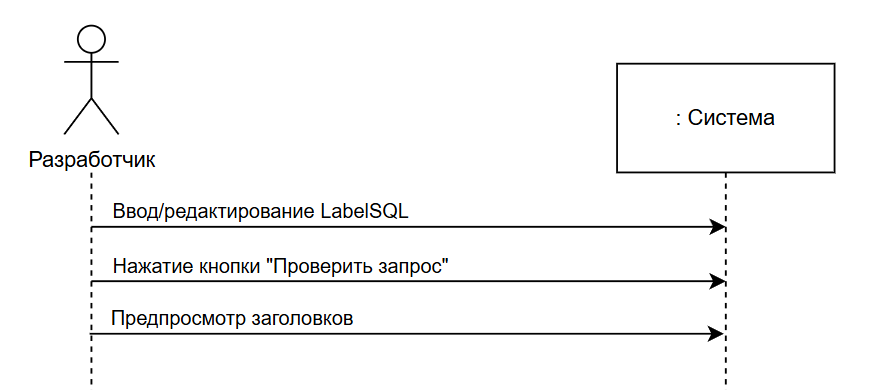 : Система
Разработчик
Ввод/редактирование LabelSQL
Нажатие кнопки "Проверить запрос"
Предпросмотр заголовков